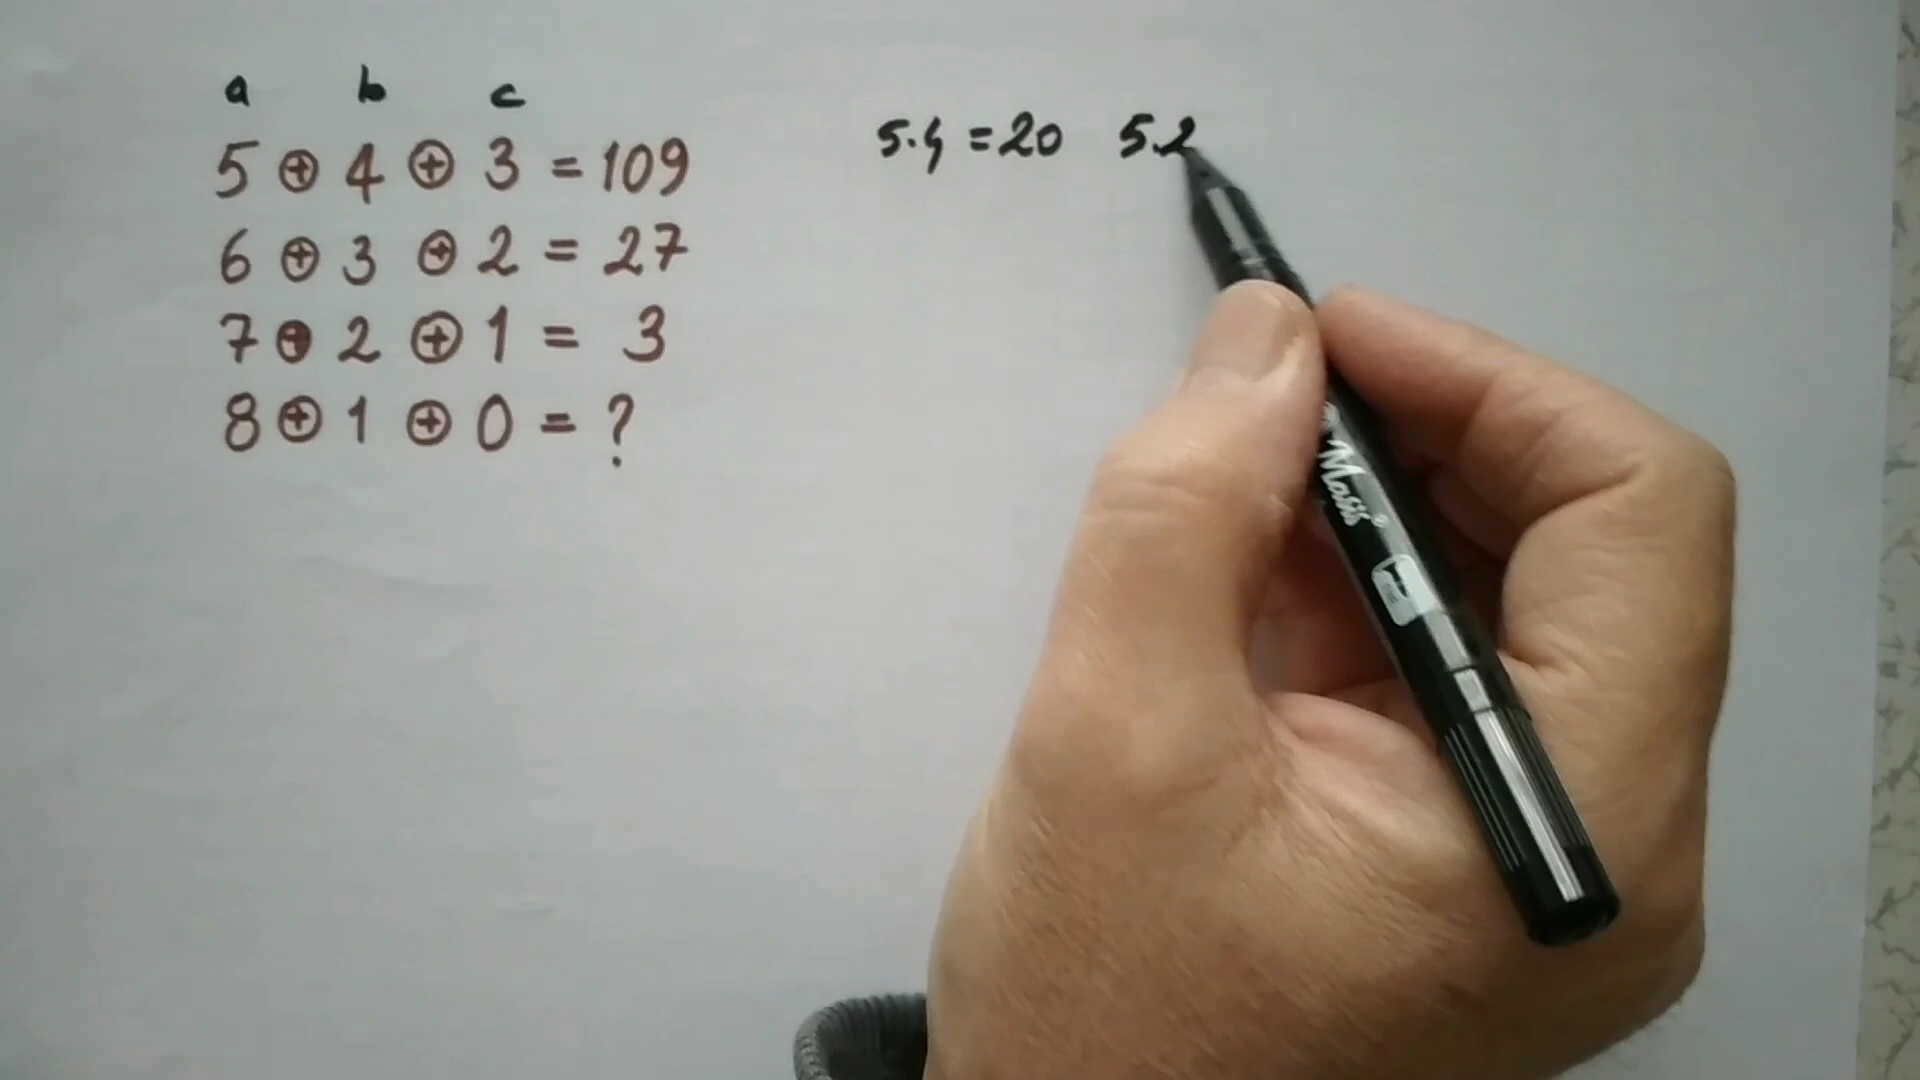 a b c
5 ⊕ 4 ⊕ 3 = 109
6 ⊕ 3 ⊕ 2 = 27
7 ⊕ 2 ⊕ 1 = 3
8 ⊕ 1 ⊕ 0 = ?
5.4 = 20 5.2
Masis